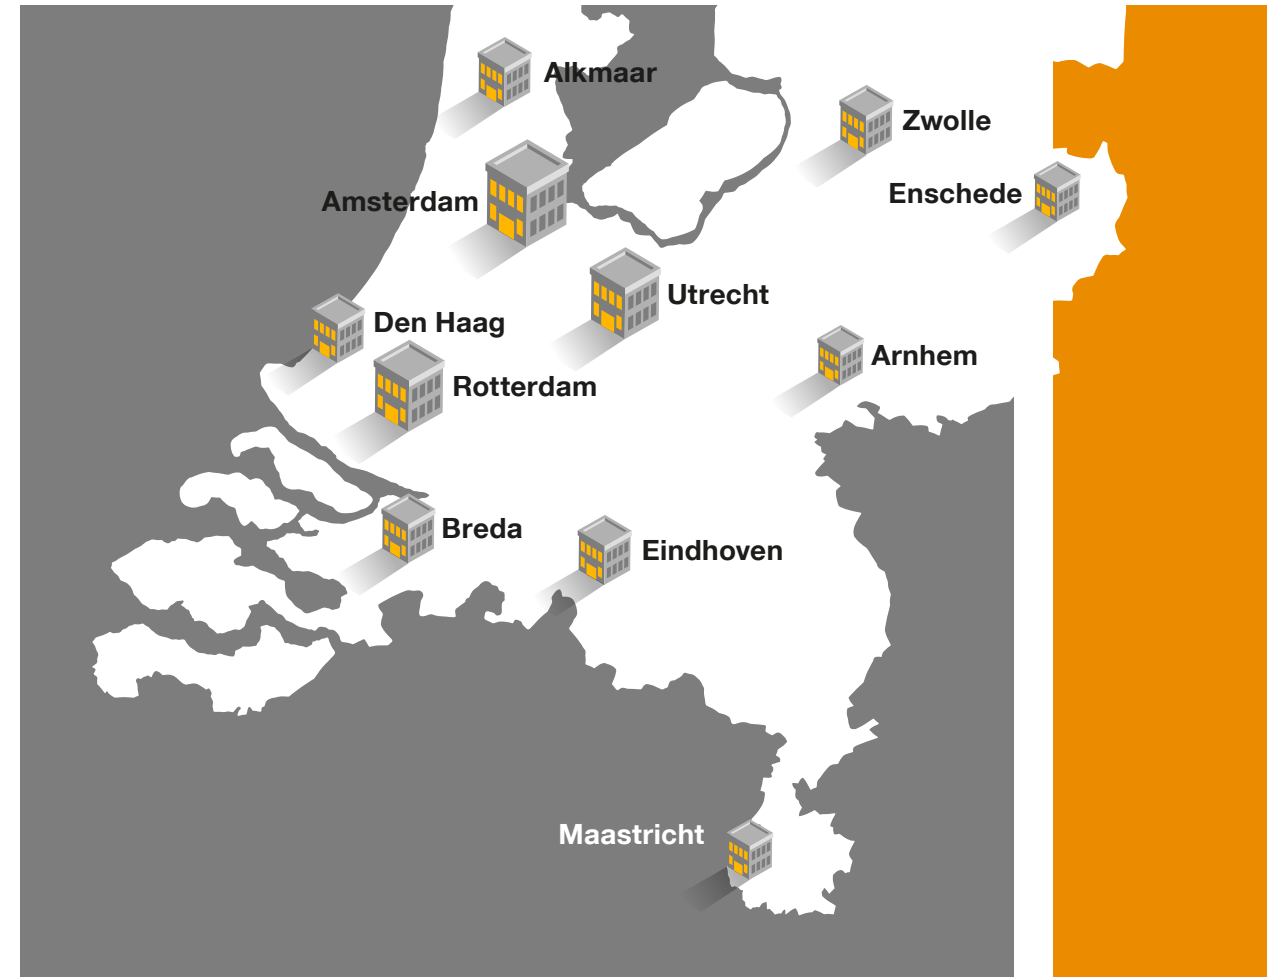 Alkmaar
Zwolle
Enschede
Amsterdam
Utrecht
Den Haag
Arnhem
Rotterdam
Breda
Eindhoven
Maastricht